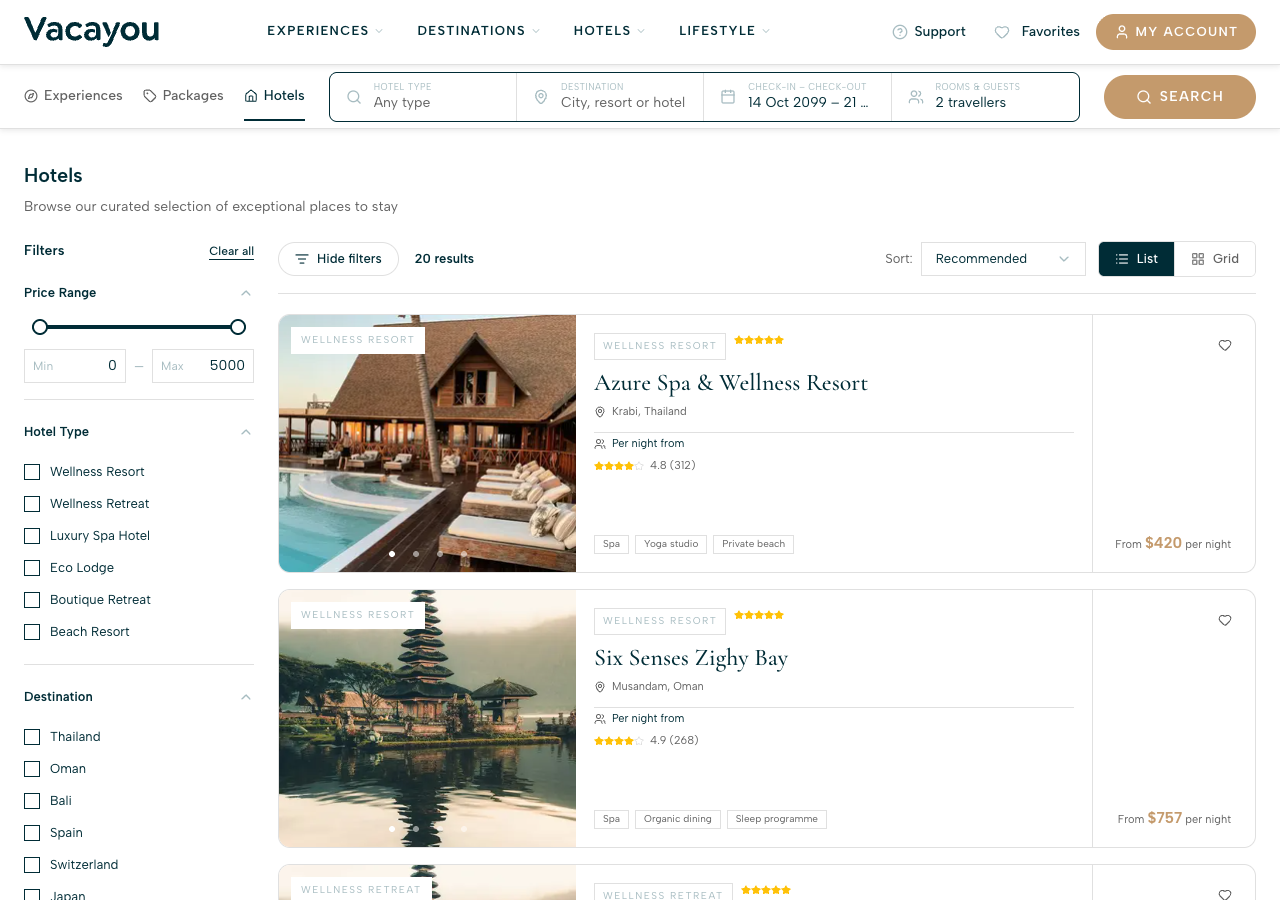 Vacayou
EXPERIENCES
DESTINATIONS
HOTELS
LIFESTYLE
Support
Favorites
MY ACCOUNT
Experiences
Packages
Hotels
HOTEL TYPE
Any type
DESTINATION
City, resort or hotel
CHECK-IN – CHECK-OUT
14 Oct 2099 – 21 ...
ROOMS & GUESTS
2 travellers
SEARCH
Hotels
Browse our curated selection of exceptional places to stay
Filters
Clear all
Hide filters
20 results
Sort:
Recommended
List
Grid
Price Range
Min 0 – Max 5000
Hotel Type
Wellness Resort
Wellness Retreat
Luxury Spa Hotel
Eco Lodge
Boutique Retreat
Beach Resort
Destination
Thailand
Oman
Bali
Spain
Switzerland
Japan
WELLNESS RESORT
WELLNESS RESORT
Azure Spa & Wellness Resort
Krabi, Thailand
Per night from
4.8 (312)
Spa
Yoga studio
Private beach
From $420 per night
WELLNESS RESORT
WELLNESS RESORT
Six Senses Zighy Bay
Musandam, Oman
Per night from
4.9 (268)
Spa
Organic dining
Sleep programme
From $757 per night
WELLNESS RETREAT
WELLNESS RETREAT